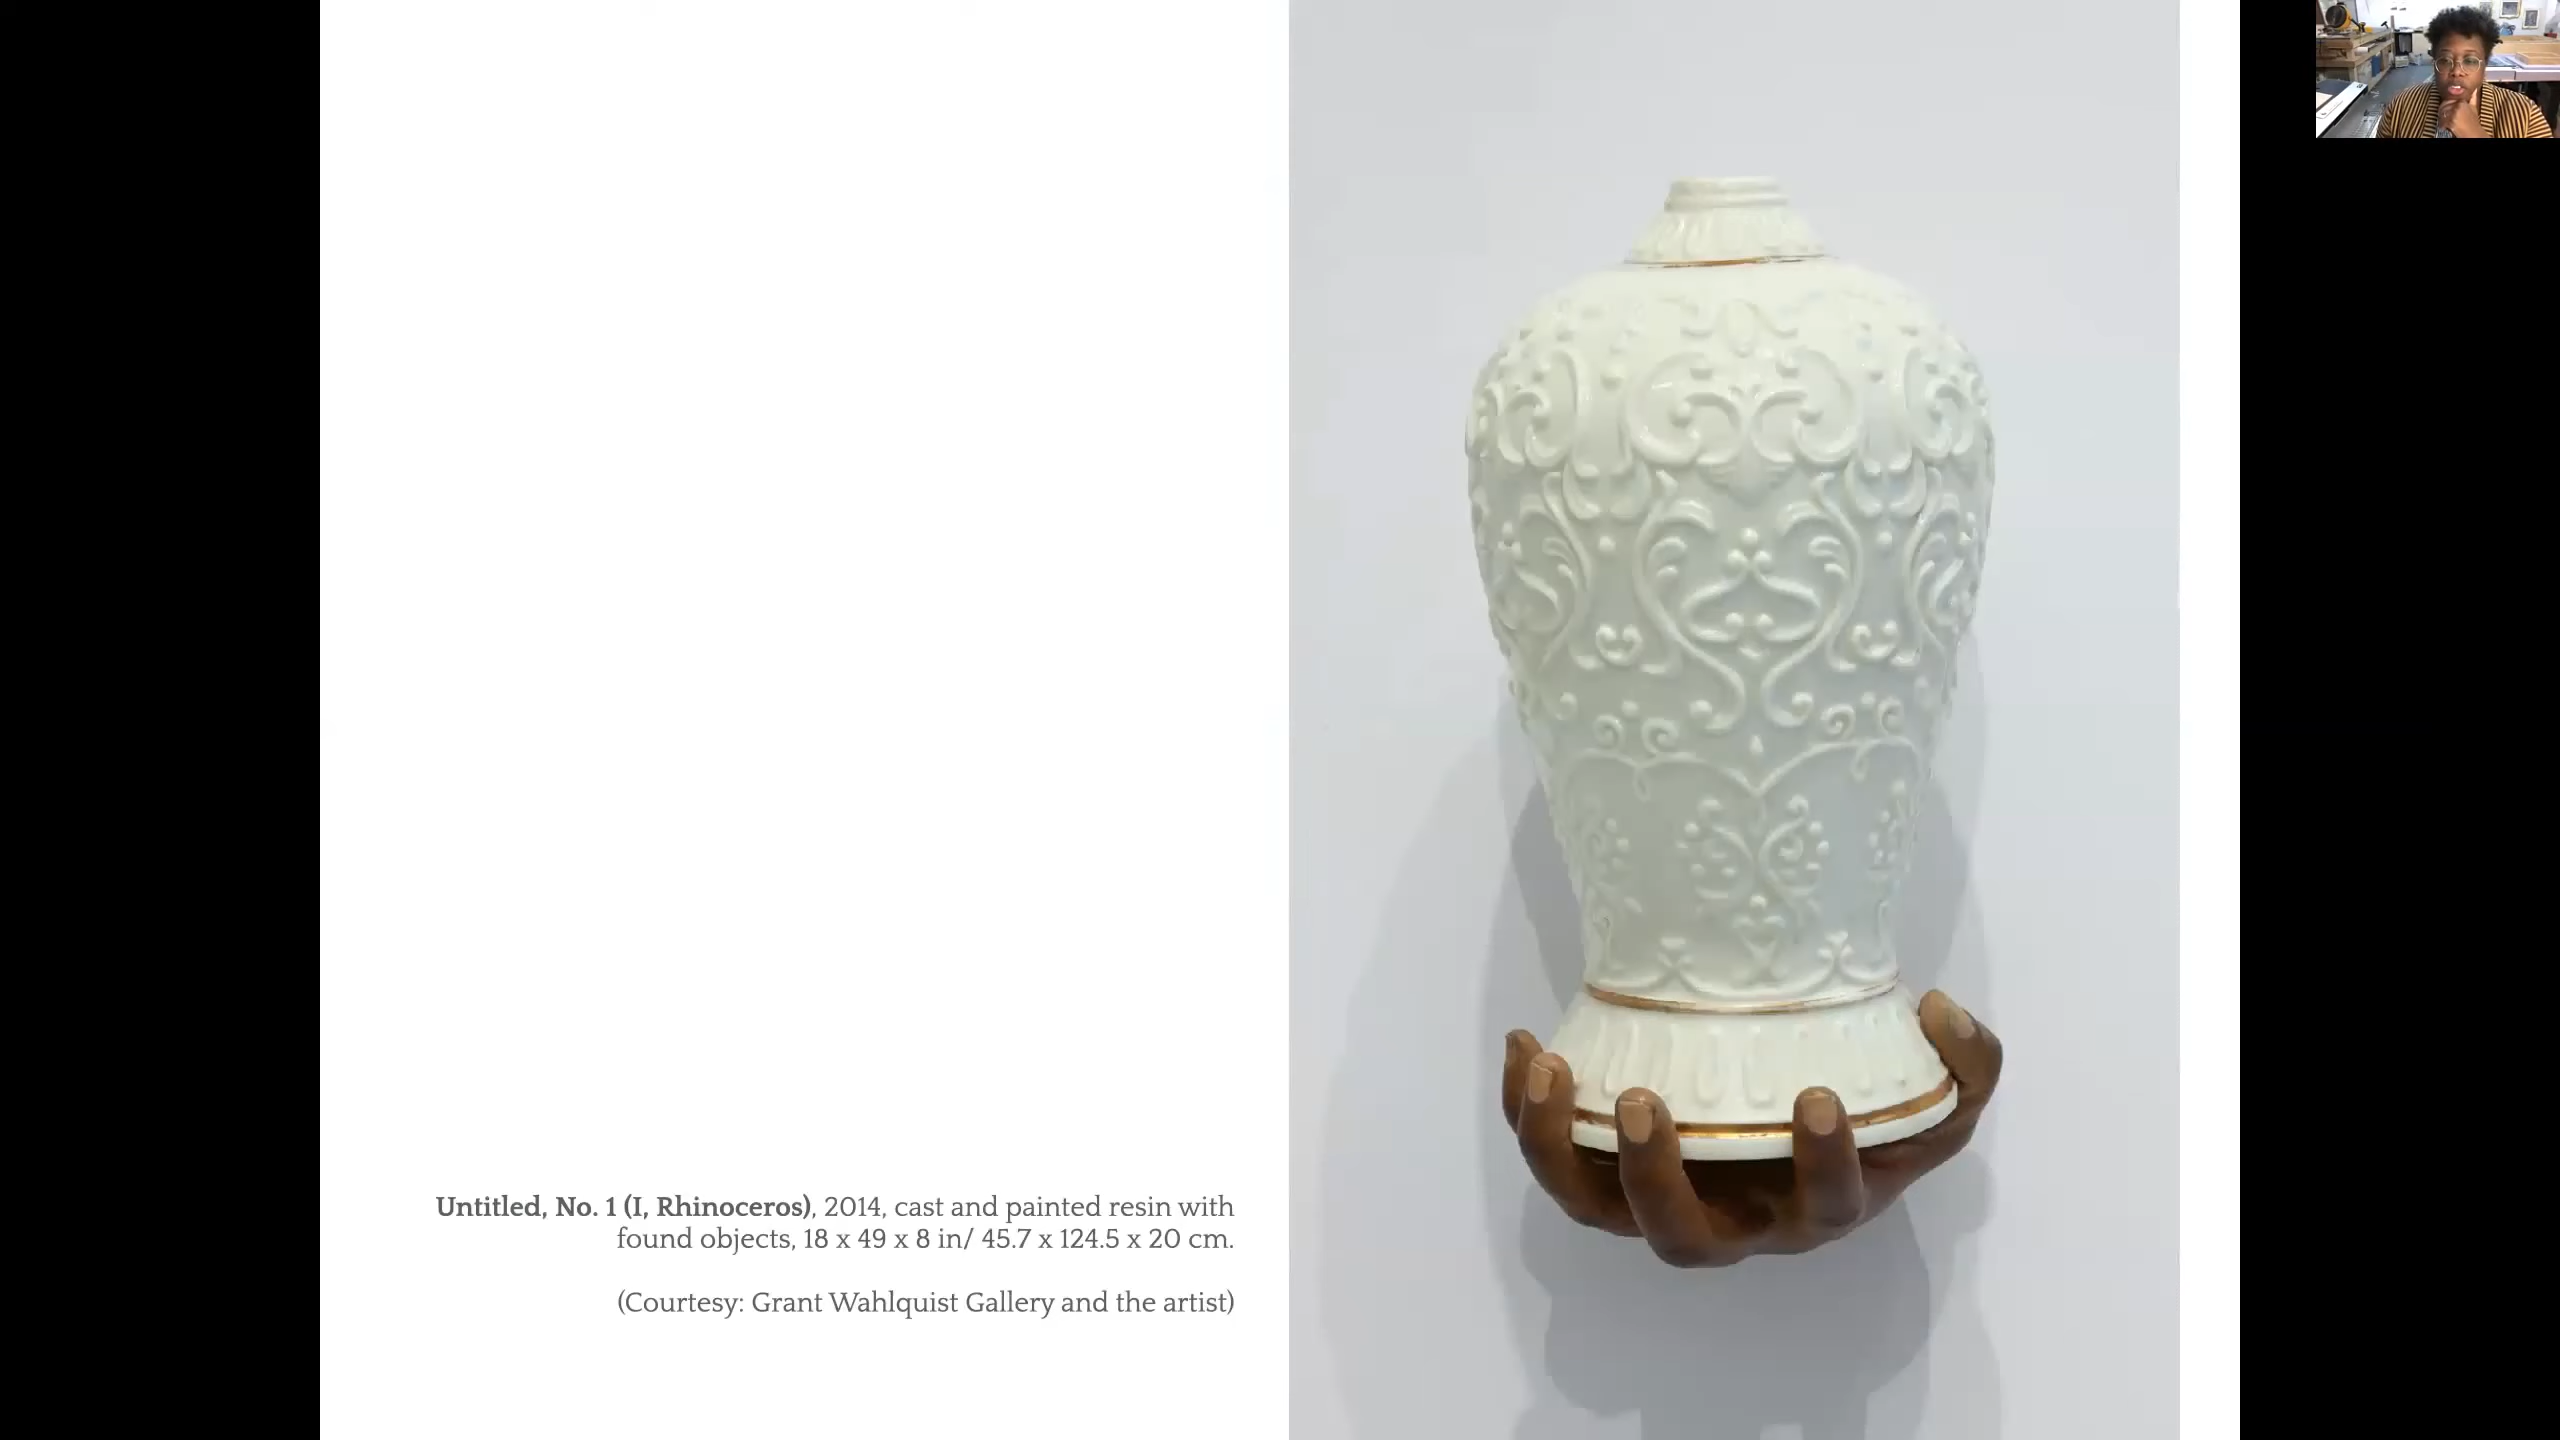 Untitled, No. 1 (I, Rhinoceros), 2014, cast and painted resin with
found objects, 18 x 49 x 8 in/ 45.7 x 124.5 x 20 cm.
(Courtesy: Grant Wahlquist Gallery and the artist)